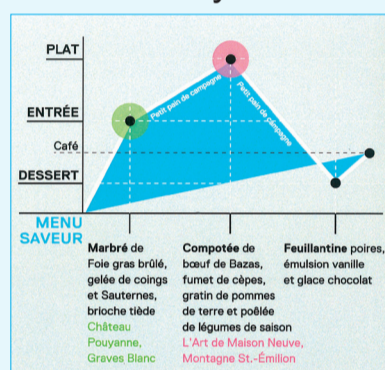 PLAT
Petit pain de campagne
Petit pain de campagne
ENTRÉE
Café
DESSERT
MENU
SAVEUR
Marbré de
Foie gras brûlé,
gelée de coings
et Sauternes,
brioche tiède
Château
Pouyanne,
Graves Blanc
Compotée de
bœuf de Bazas,
fumet de cèpes,
gratin de pommes
de terre et poêlée
de légumes de saison
L'Art de Maison Neuve,
Montagne St.-Émilion
Feuillantine poires,
émulsion vanille
et glace chocolat